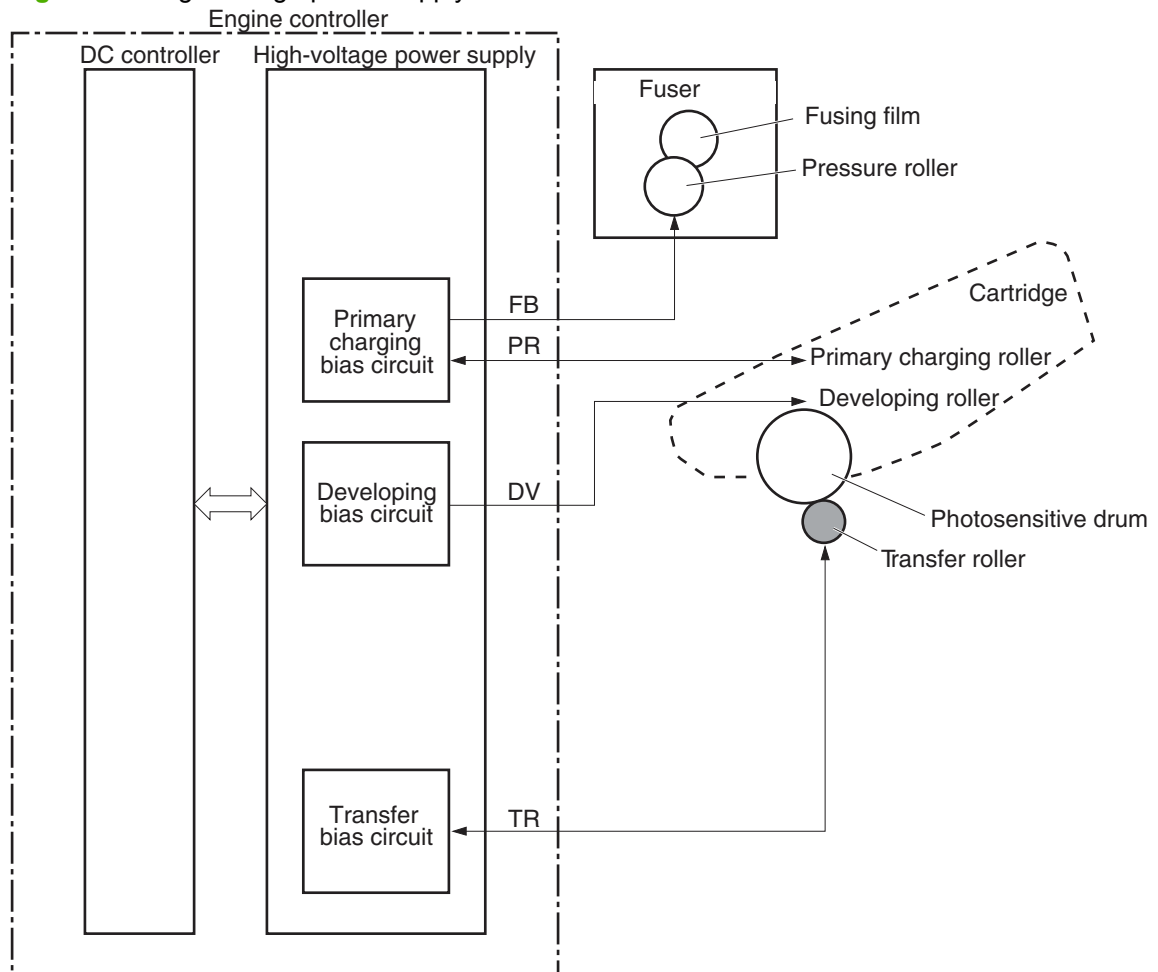 Engine controller
DC controller
High-voltage power supply
Fuser
Fusing film
Pressure roller
Cartridge
Primary
charging
bias circuit
FB
PR
Primary charging roller
Developing roller
Developing
bias circuit
DV
Photosensitive drum
Transfer roller
Transfer
bias circuit
TR